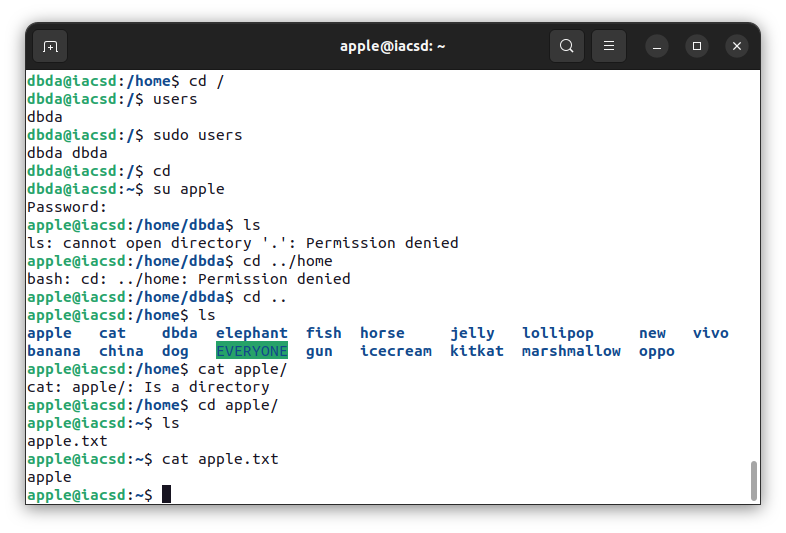 apple@iacsd: ~
dbda@iacsd:/home$ cd /
dbda@iacsd:/$ users
dbda
dbda@iacsd:/$ sudo users
dbda dbda
dbda@iacsd:/$ cd
dbda@iacsd:~$ su apple
Password:
apple@iacsd:/home/dbda$ ls
ls: cannot open directory '.': Permission denied
apple@iacsd:/home/dbda$ cd ../home
bash: cd: ../home: Permission denied
apple@iacsd:/home/dbda$ cd ..
apple@iacsd:/home$ ls
apple   cat    dbda  elephant  fish  horse     jelly   lollipop     new   vivo
banana  china  dog   EVERYONE  gun   icecream  kitkat  marshmallow  oppo
apple@iacsd:/home$ cat apple/
cat: apple/: Is a directory
apple@iacsd:/home$ cd apple/
apple@iacsd:~$ ls
apple.txt
apple@iacsd:~$ cat apple.txt
apple
apple@iacsd:~$